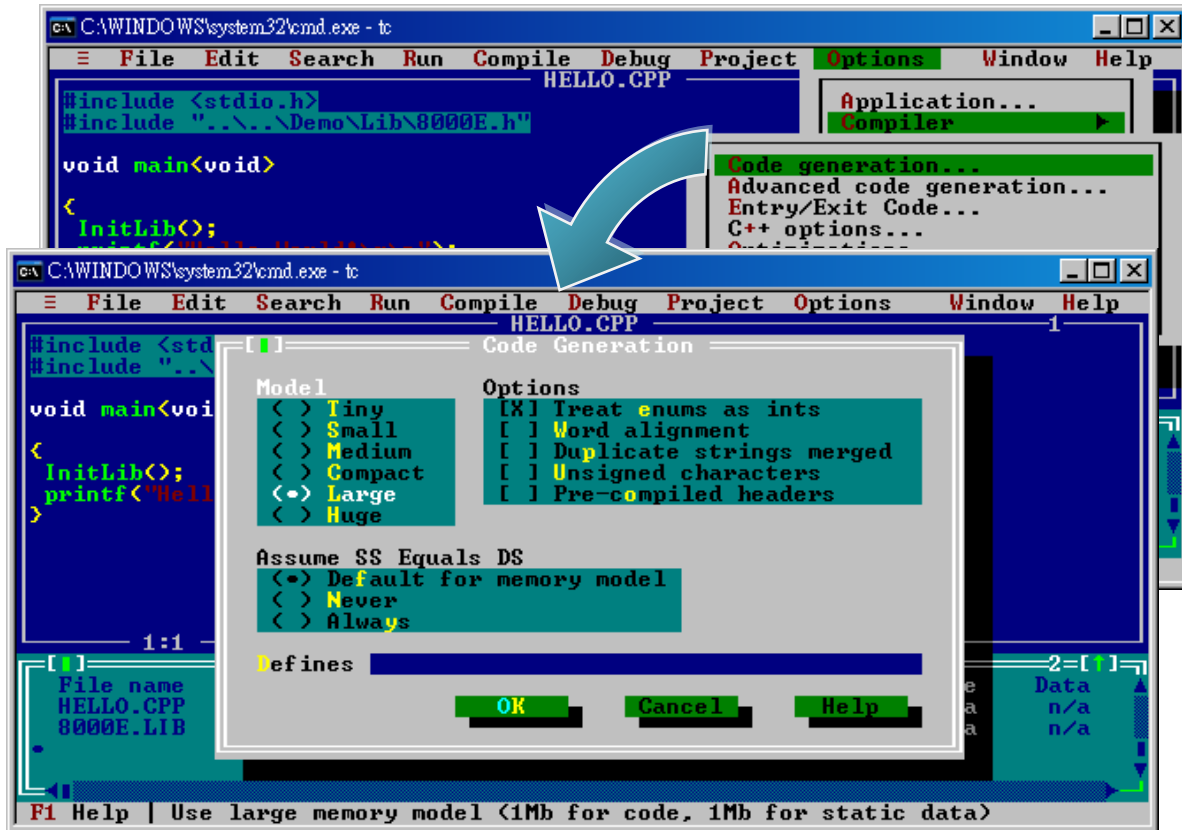 C:\WINDOWS\system32\cmd.exe - tc
≡ File Edit Search Run Compile Debug Project Options Window Help
HELLO.CPP
#include <stdio.h>
#include "..\..\Demo\Lib\8000E.h"
void main(void)
{
InitLib();
Application...
Compiler
Code generation...
Advanced code generation...
Entry/Exit Code...
C++ options...
C:\WINDOWS\system32\cmd.exe - tc
≡ File Edit Search Run Compile Debug Project Options Window Help
HELLO.CPP 1
#include <std
#include "..\
void main(voi
{
InitLib();
printf("Hell
}
1:1
[ ] Code Generation
Model
( ) Tiny
( ) Small
( ) Medium
( ) Compact
(•) Large
( ) Huge
Options
[X] Treat enums as ints
[ ] Word alignment
[ ] Duplicate strings merged
[ ] Unsigned characters
[ ] Pre-compiled headers
Assume SS Equals DS
(•) Default for memory model
( ) Never
( ) Always
Defines
OK Cancel Help
2=[↑]
File name e Data
HELLO.CPP a n/a
8000E.LIB a n/a
F1 Help | Use large memory model (1Mb for code, 1Mb for static data)